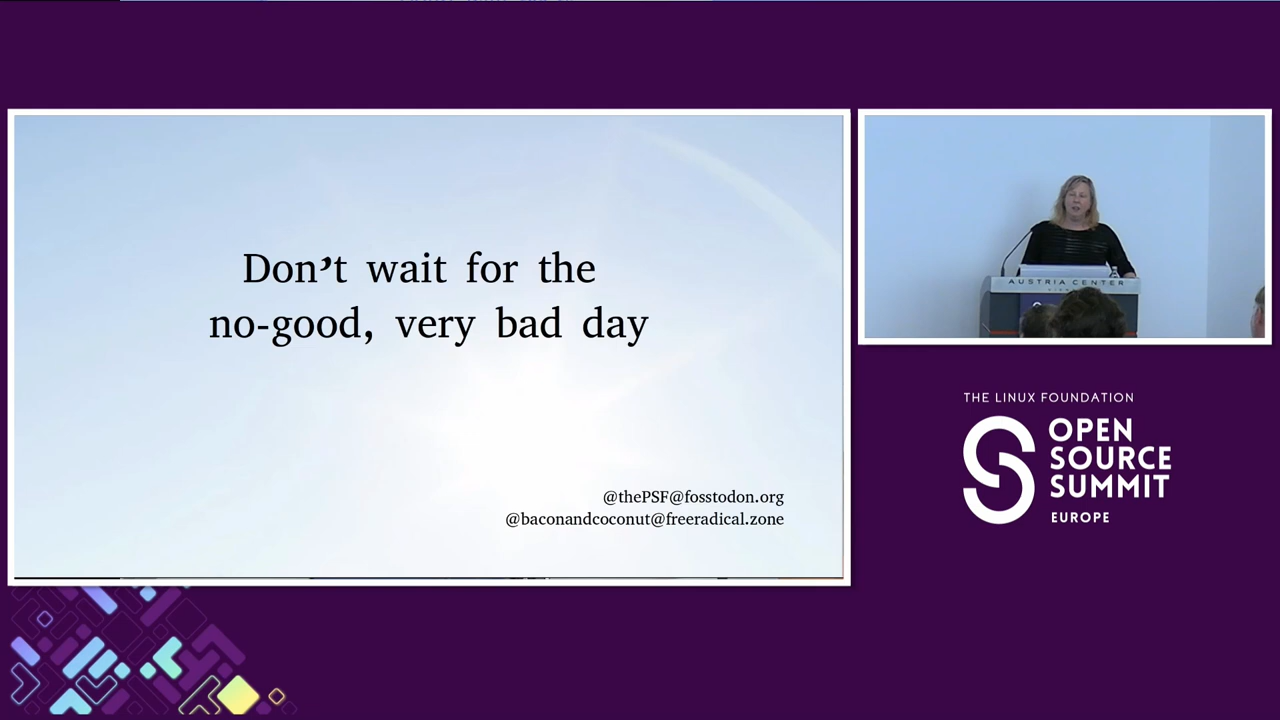 Don’t wait for the
no-good, very bad day
@thePSF@fosstodon.org
@baconandcoconut@freeradical.zone
AUSTRIA CENTER
THE LINUX FOUNDATION
OPEN
SOURCE
SUMMIT
EUROPE